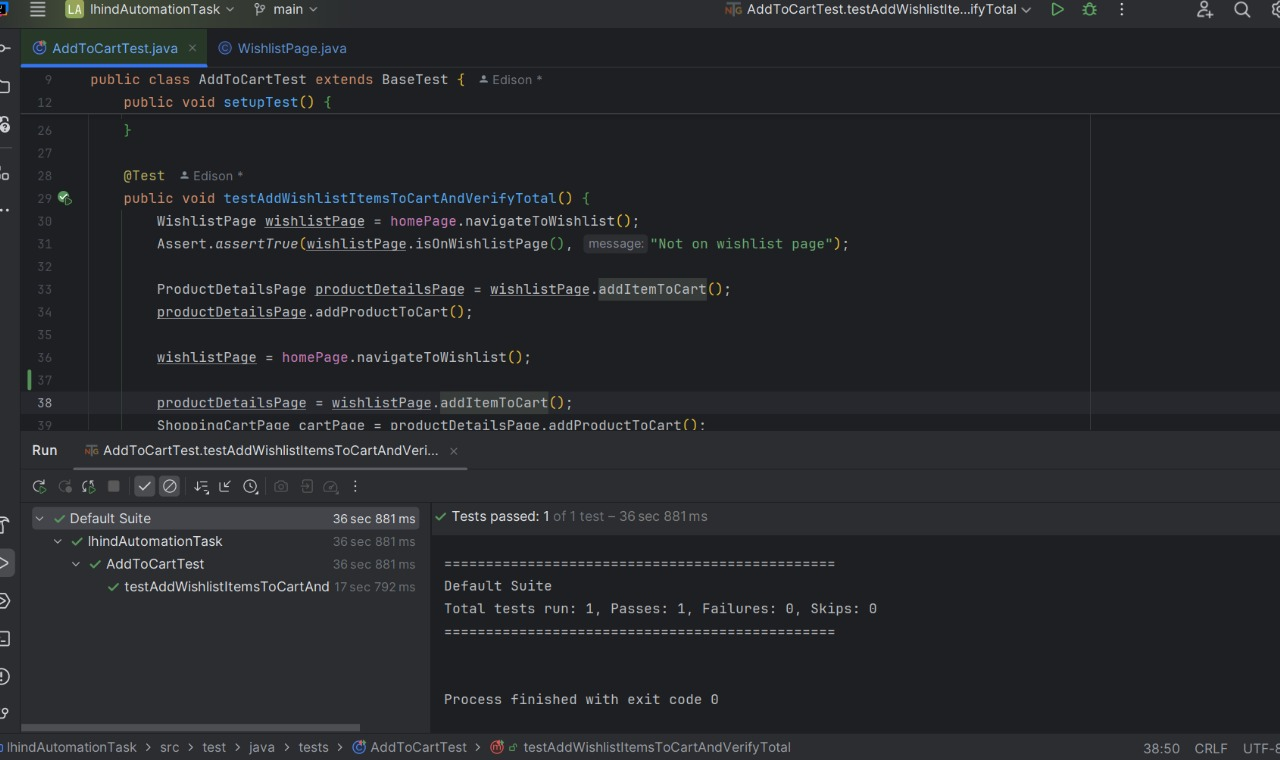 LA lhindAutomationTask main AddToCartTest.testAddWishlistIte...ifyTotal
AddToCartTest.java WishlistPage.java
9 public class AddToCartTest extends BaseTest { Edison *
12 public void setupTest() {
26 }
27
28 @Test Edison *
29 public void testAddWishlistItemsToCartAndVerifyTotal() {
30 WishlistPage wishlistPage = homePage.navigateToWishlist();
31 Assert.assertTrue(wishlistPage.isOnWishlistPage(), message: "Not on wishlist page");
32
33 ProductDetailsPage productDetailsPage = wishlistPage.addItemToCart();
34 productDetailsPage.addProductToCart();
35
36 wishlistPage = homePage.navigateToWishlist();
37
38 productDetailsPage = wishlistPage.addItemToCart();
39 ShoppingCartPage cartPage = productDetailsPage.addProductToCart();
Run AddToCartTest.testAddWishlistItemsToCartAndVeri...
Default Suite 36 sec 881 ms
lhindAutomationTask 36 sec 881 ms
AddToCartTest 36 sec 881 ms
testAddWishlistItemsToCartAnd 17 sec 792 ms
Tests passed: 1 of 1 test – 36 sec 881 ms
===============================================
Default Suite
Total tests run: 1, Passes: 1, Failures: 0, Skips: 0
===============================================
Process finished with exit code 0
lhindAutomationTask > src > test > java > tests > AddToCartTest > testAddWishlistItemsToCartAndVerifyTotal
38:50 CRLF UTF-8